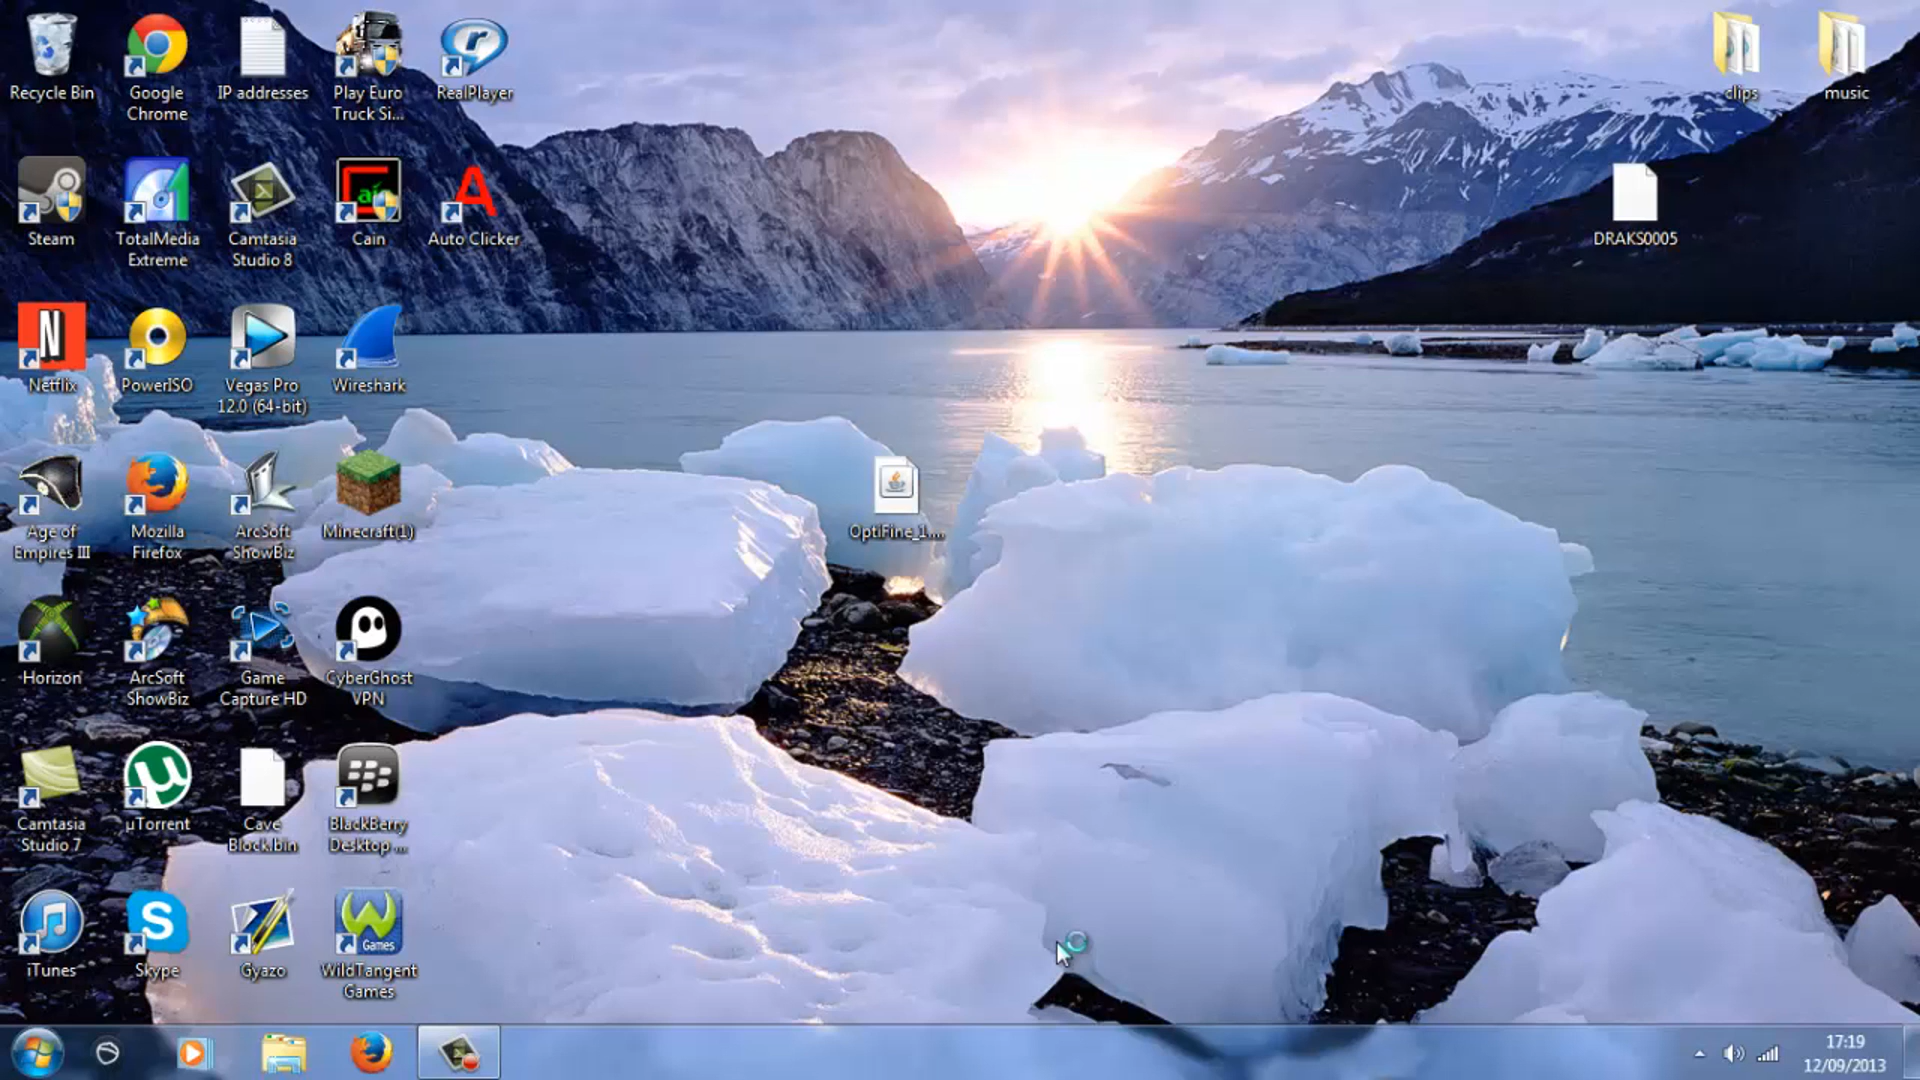 Recycle Bin
Google
Chrome
IP addresses
Play Euro
Truck Si...
RealPlayer
clips
music
Steam
TotalMedia
Extreme
Camtasia
Studio 8
Cain
Auto Clicker
DRAKS0005
Netflix
PowerISO
Vegas Pro
12.0 (64-bit)
Wireshark
Age of
Empires III
Mozilla
Firefox
ArcSoft
ShowBiz
Minecraft(1)
OptiFine_1....
Horizon
ArcSoft
ShowBiz
Game
Capture HD
CyberGhost
VPN
Camtasia
Studio 7
µTorrent
Cave
Block.bin
BlackBerry
Desktop ...
iTunes
Skype
Gyazo
Games
WildTangent
Games
17:19
12/09/2013